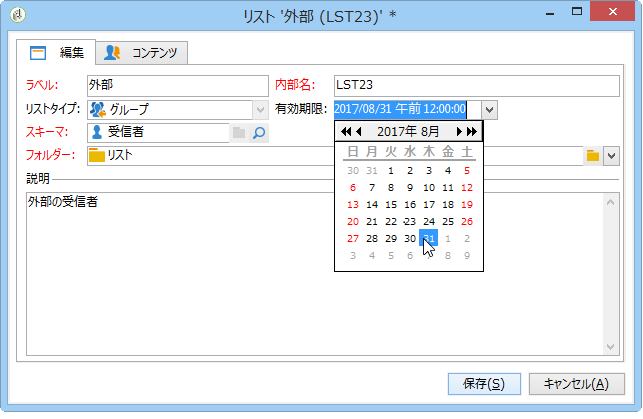 リスト '外部 (LST23)' *
編集 コンテンツ
ラベル: 外部 内部名: LST23
リストタイプ: グループ 有効期限: 2017/08/31 午前 12:00:00
スキーマ: 受信者 2017年 8月
フォルダー: リスト
日 月 火 水 木 金 土
30 31 1 2 3 4 5
6 7 8 9 10 11 12
13 14 15 16 17 18 19
20 21 22 23 24 25 26
27 28 29 30 31 1 2
3 4 5 6 8 9
説明
外部の受信者
保存(S) キャンセル(A)